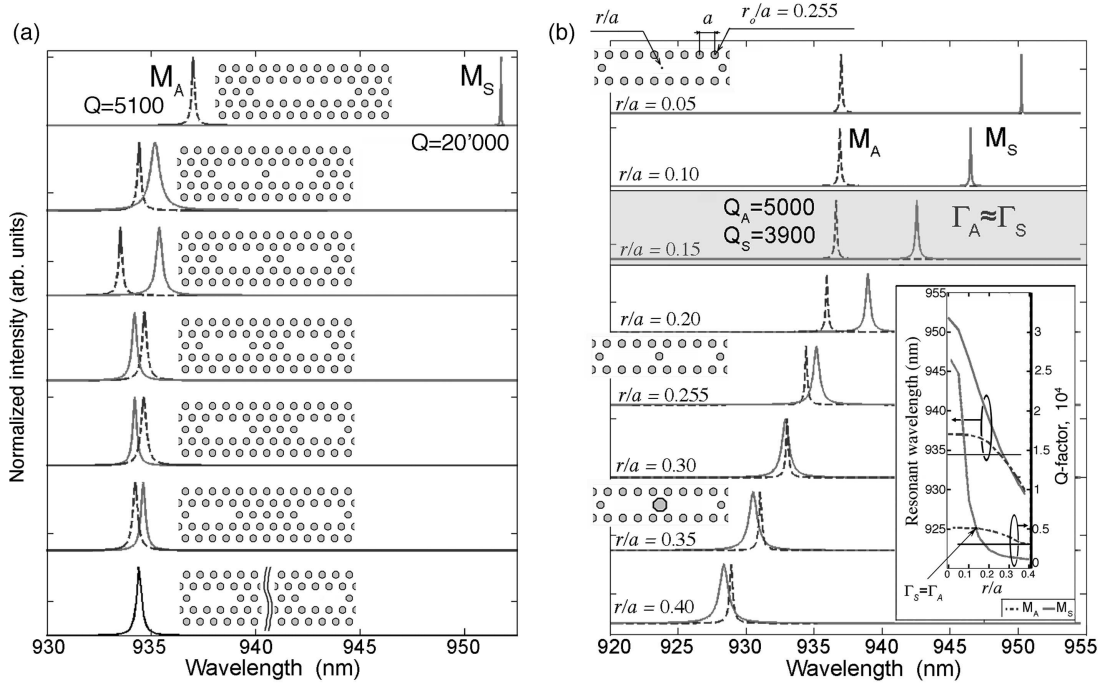 (a)
M_A
M_S
Q=5100
Q=20'000
Normalized intensity (arb. units)
930 935 940 945 950
Wavelength (nm)
(b)
r/a
a
r_o/a = 0.255
r/a = 0.05
r/a = 0.10
M_A
M_S
Q_A=5000
Q_S=3900
Γ_A≈Γ_S
r/a = 0.15
r/a = 0.20
r/a = 0.255
r/a = 0.30
r/a = 0.35
r/a = 0.40
920 925 930 935 940 945 950 955
Wavelength (nm)
Resonant wavelength (nm)
955
950
945
940
935
930
925
3
2.5
2
1.5
1
0.5
0
Q-factor, 10⁴
0 0.1 0.2 0.3 0.4
r/a
Γ_S=Γ_A
M_A M_S